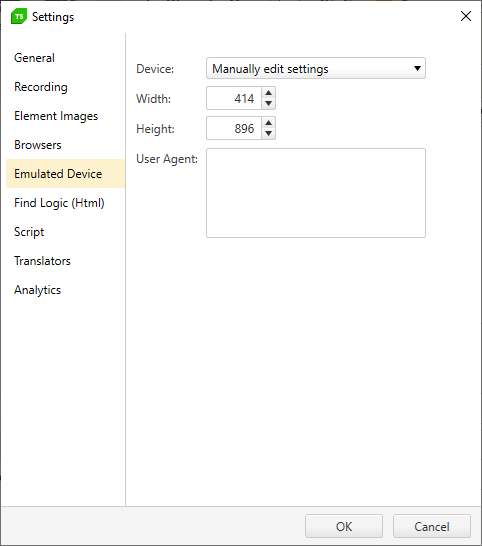 TS Settings
General
Recording
Element Images
Browsers
Emulated Device
Find Logic (Html)
Script
Translators
Analytics
Device: Manually edit settings
Width: 414
Height: 896
User Agent:
OK Cancel